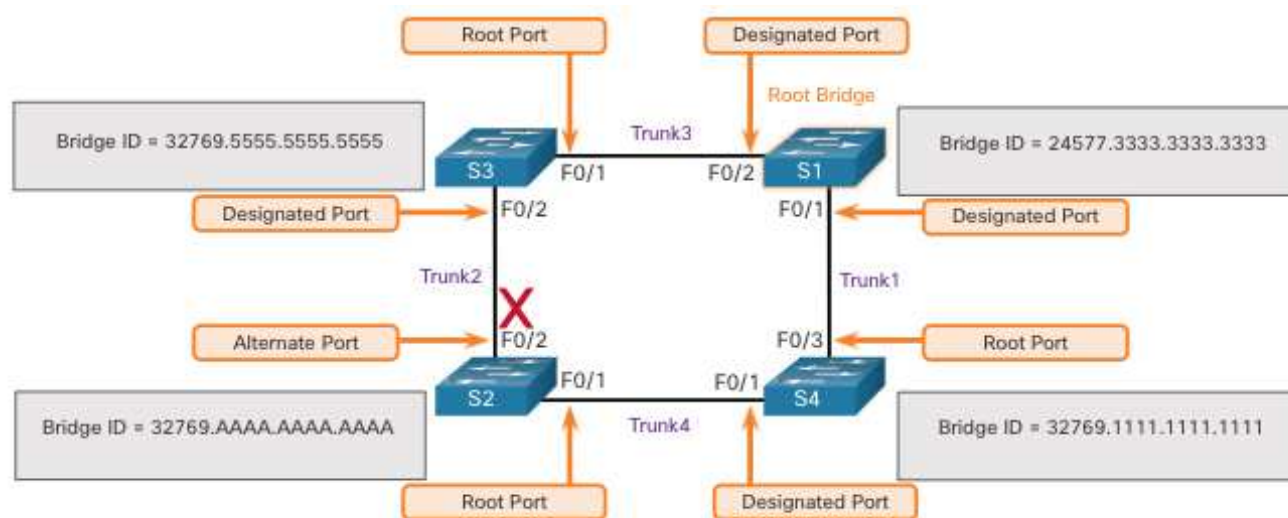 Root Port
Designated Port
Root Bridge
Bridge ID = 32769.5555.5555.5555
Trunk3
Bridge ID = 24577.3333.3333.3333
S3
F0/1
F0/2
S1
Designated Port
F0/2
F0/1
Designated Port
Trunk2
Trunk1
X
Alternate Port
F0/2
F0/3
Root Port
S2
F0/1
F0/1
S4
Bridge ID = 32769.AAAA.AAAA.AAAA
Trunk4
Bridge ID = 32769.1111.1111.1111
Root Port
Designated Port